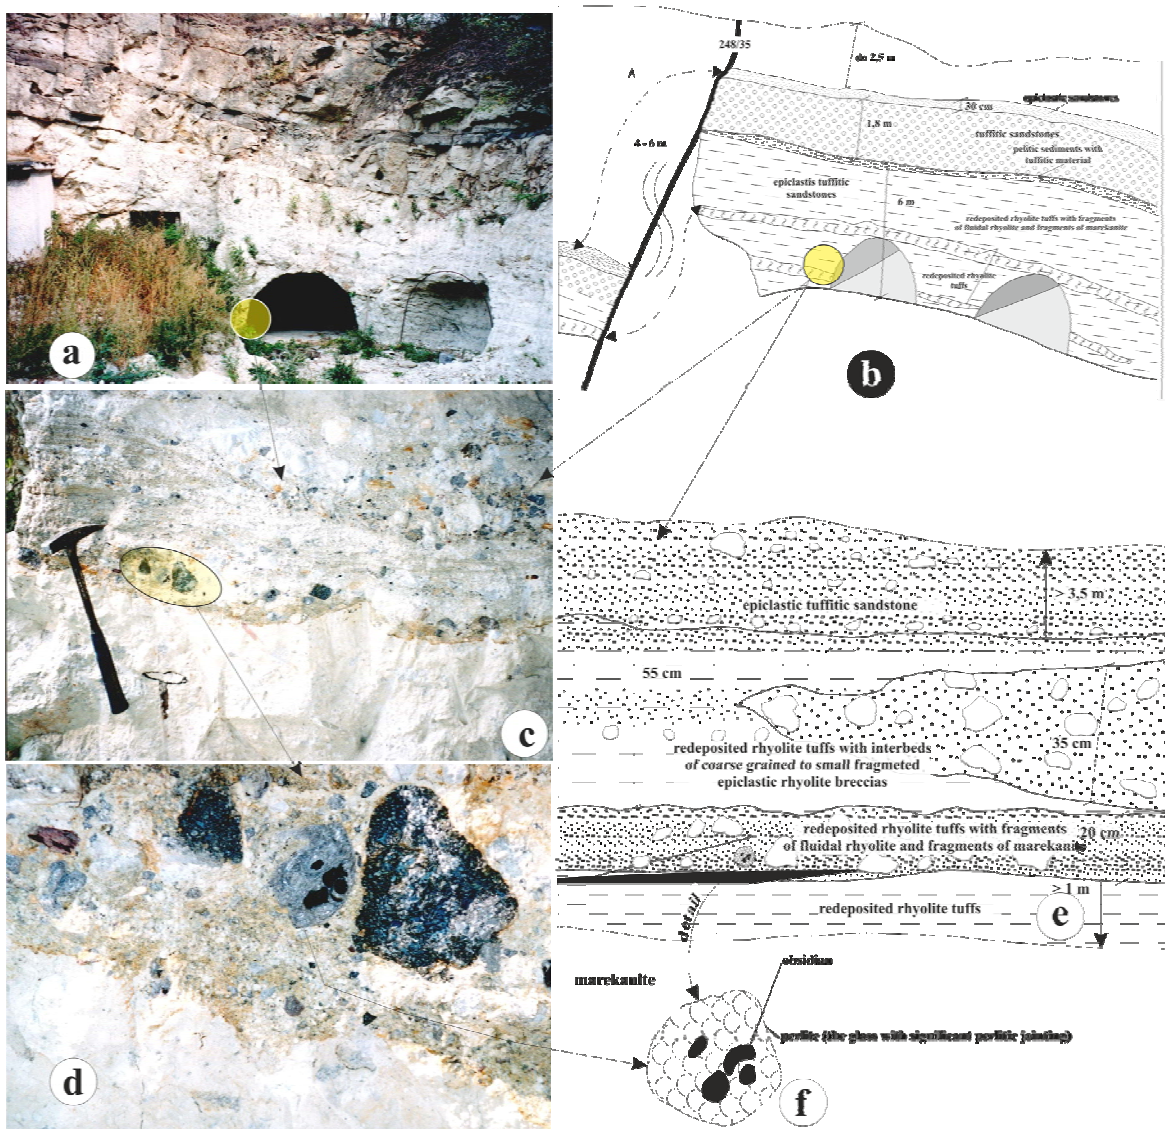 a
248/35
A
do 2,5 m
epiclastic sandstones
30 cm
1,8 m
tuffitic sandstones
pelitic sediments with
tuffitic material
4 - 6 m
epiclastis tuffitic
sandstones
6 m
redeposited rhyolite tuffs with fragments
of fluidal rhyolite and fragments of marekanite
redeposited rhyolite
tuffs
b
c
d
epiclastic tuffitic sandstone
> 3,5 m
55 cm
35 cm
redeposited rhyolite tuffs with interbeds
of coarse grained to small fragmeted
epiclastic rhyolite breccias
redeposited rhyolite tuffs with fragments
of fluidal rhyolite and fragments of marekanite
20 cm
> 1 m
redeposited rhyolite tuffs
e
detail
obsidian
marekanite
perlite (the glass with significant perlitic jointing)
f